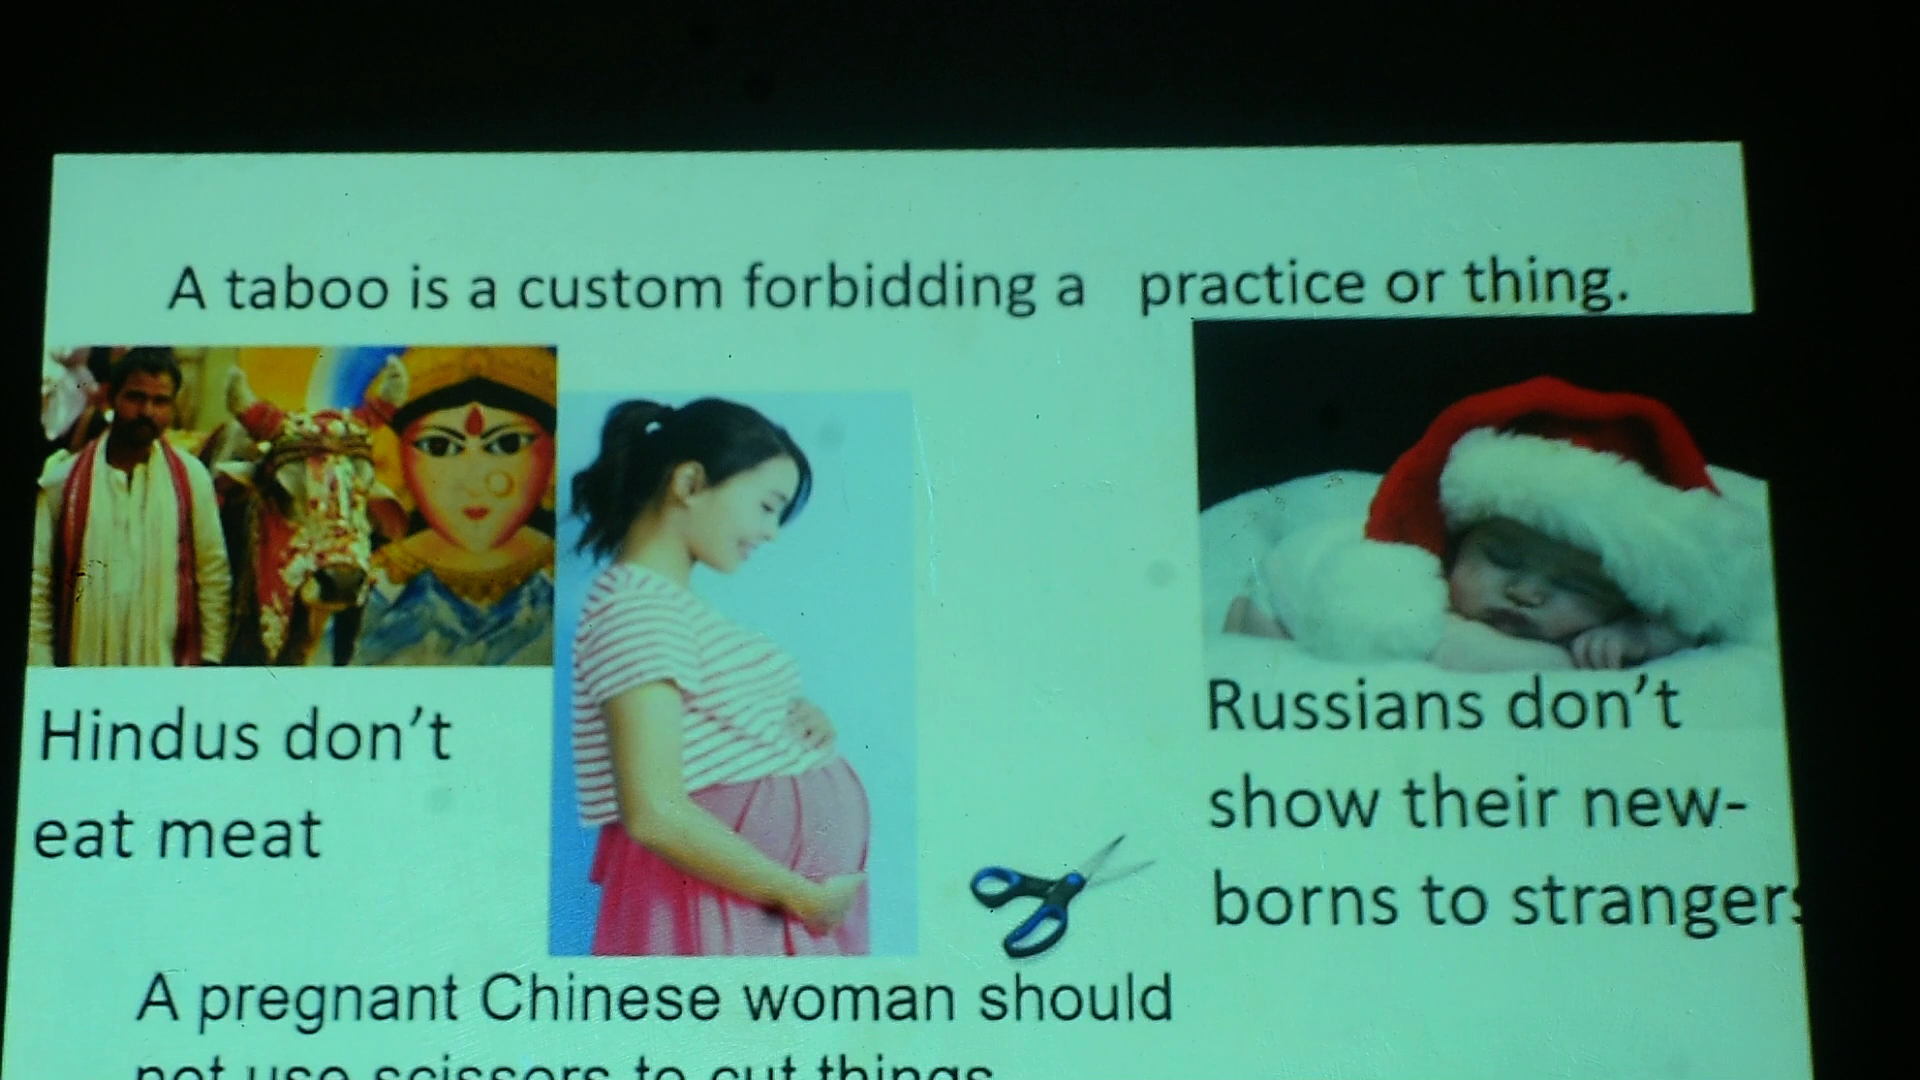 A taboo is a custom forbidding a practice or thing.
Hindus don't
eat meat
Russians don't
show their new-
borns to strangers
A pregnant Chinese woman should
not use scissors to cut things